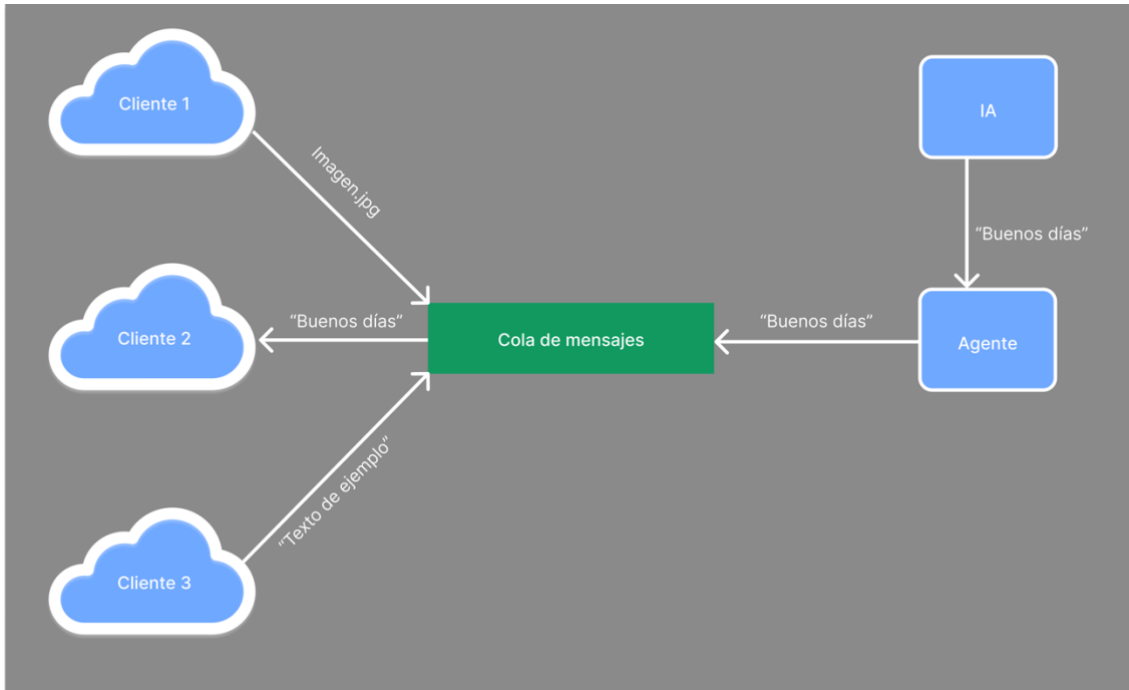 Cliente 1
Imagen.jpg
IA
“Buenos días”
Cliente 2
“Buenos días”
Cola de mensajes
“Buenos días”
Agente
“Texto de ejemplo”
Cliente 3